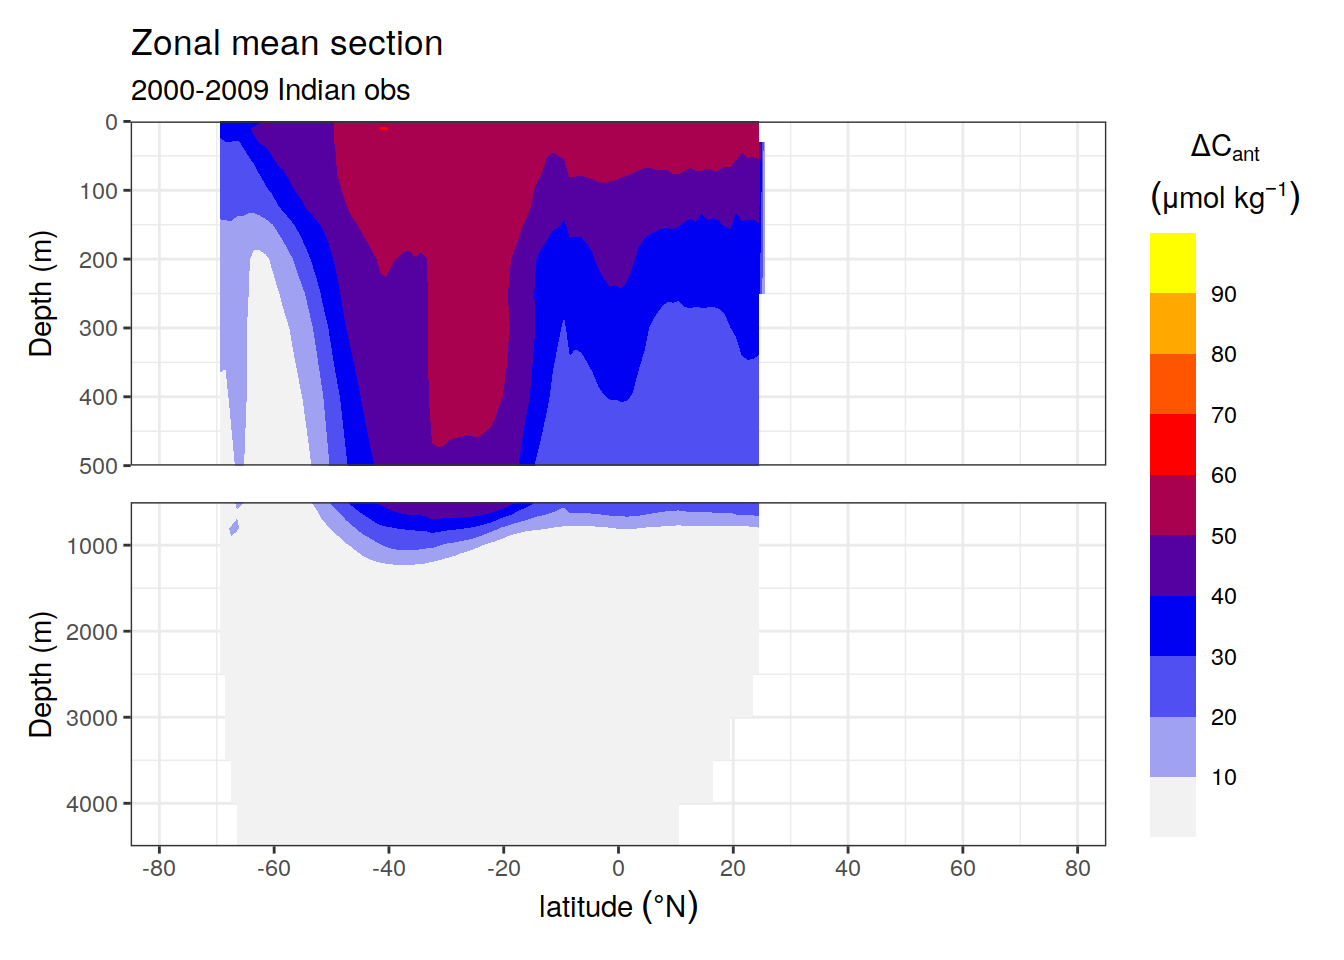 Zonal mean section
2000-2009 Indian obs
Depth (m)
0
100
200
300
400
500
Depth (m)
1000
2000
3000
4000
-80 -60 -40 -20 0 20 40 60 80
latitude (°N)
ΔCant
(μmol kg⁻¹)
90
80
70
60
50
40
30
20
10